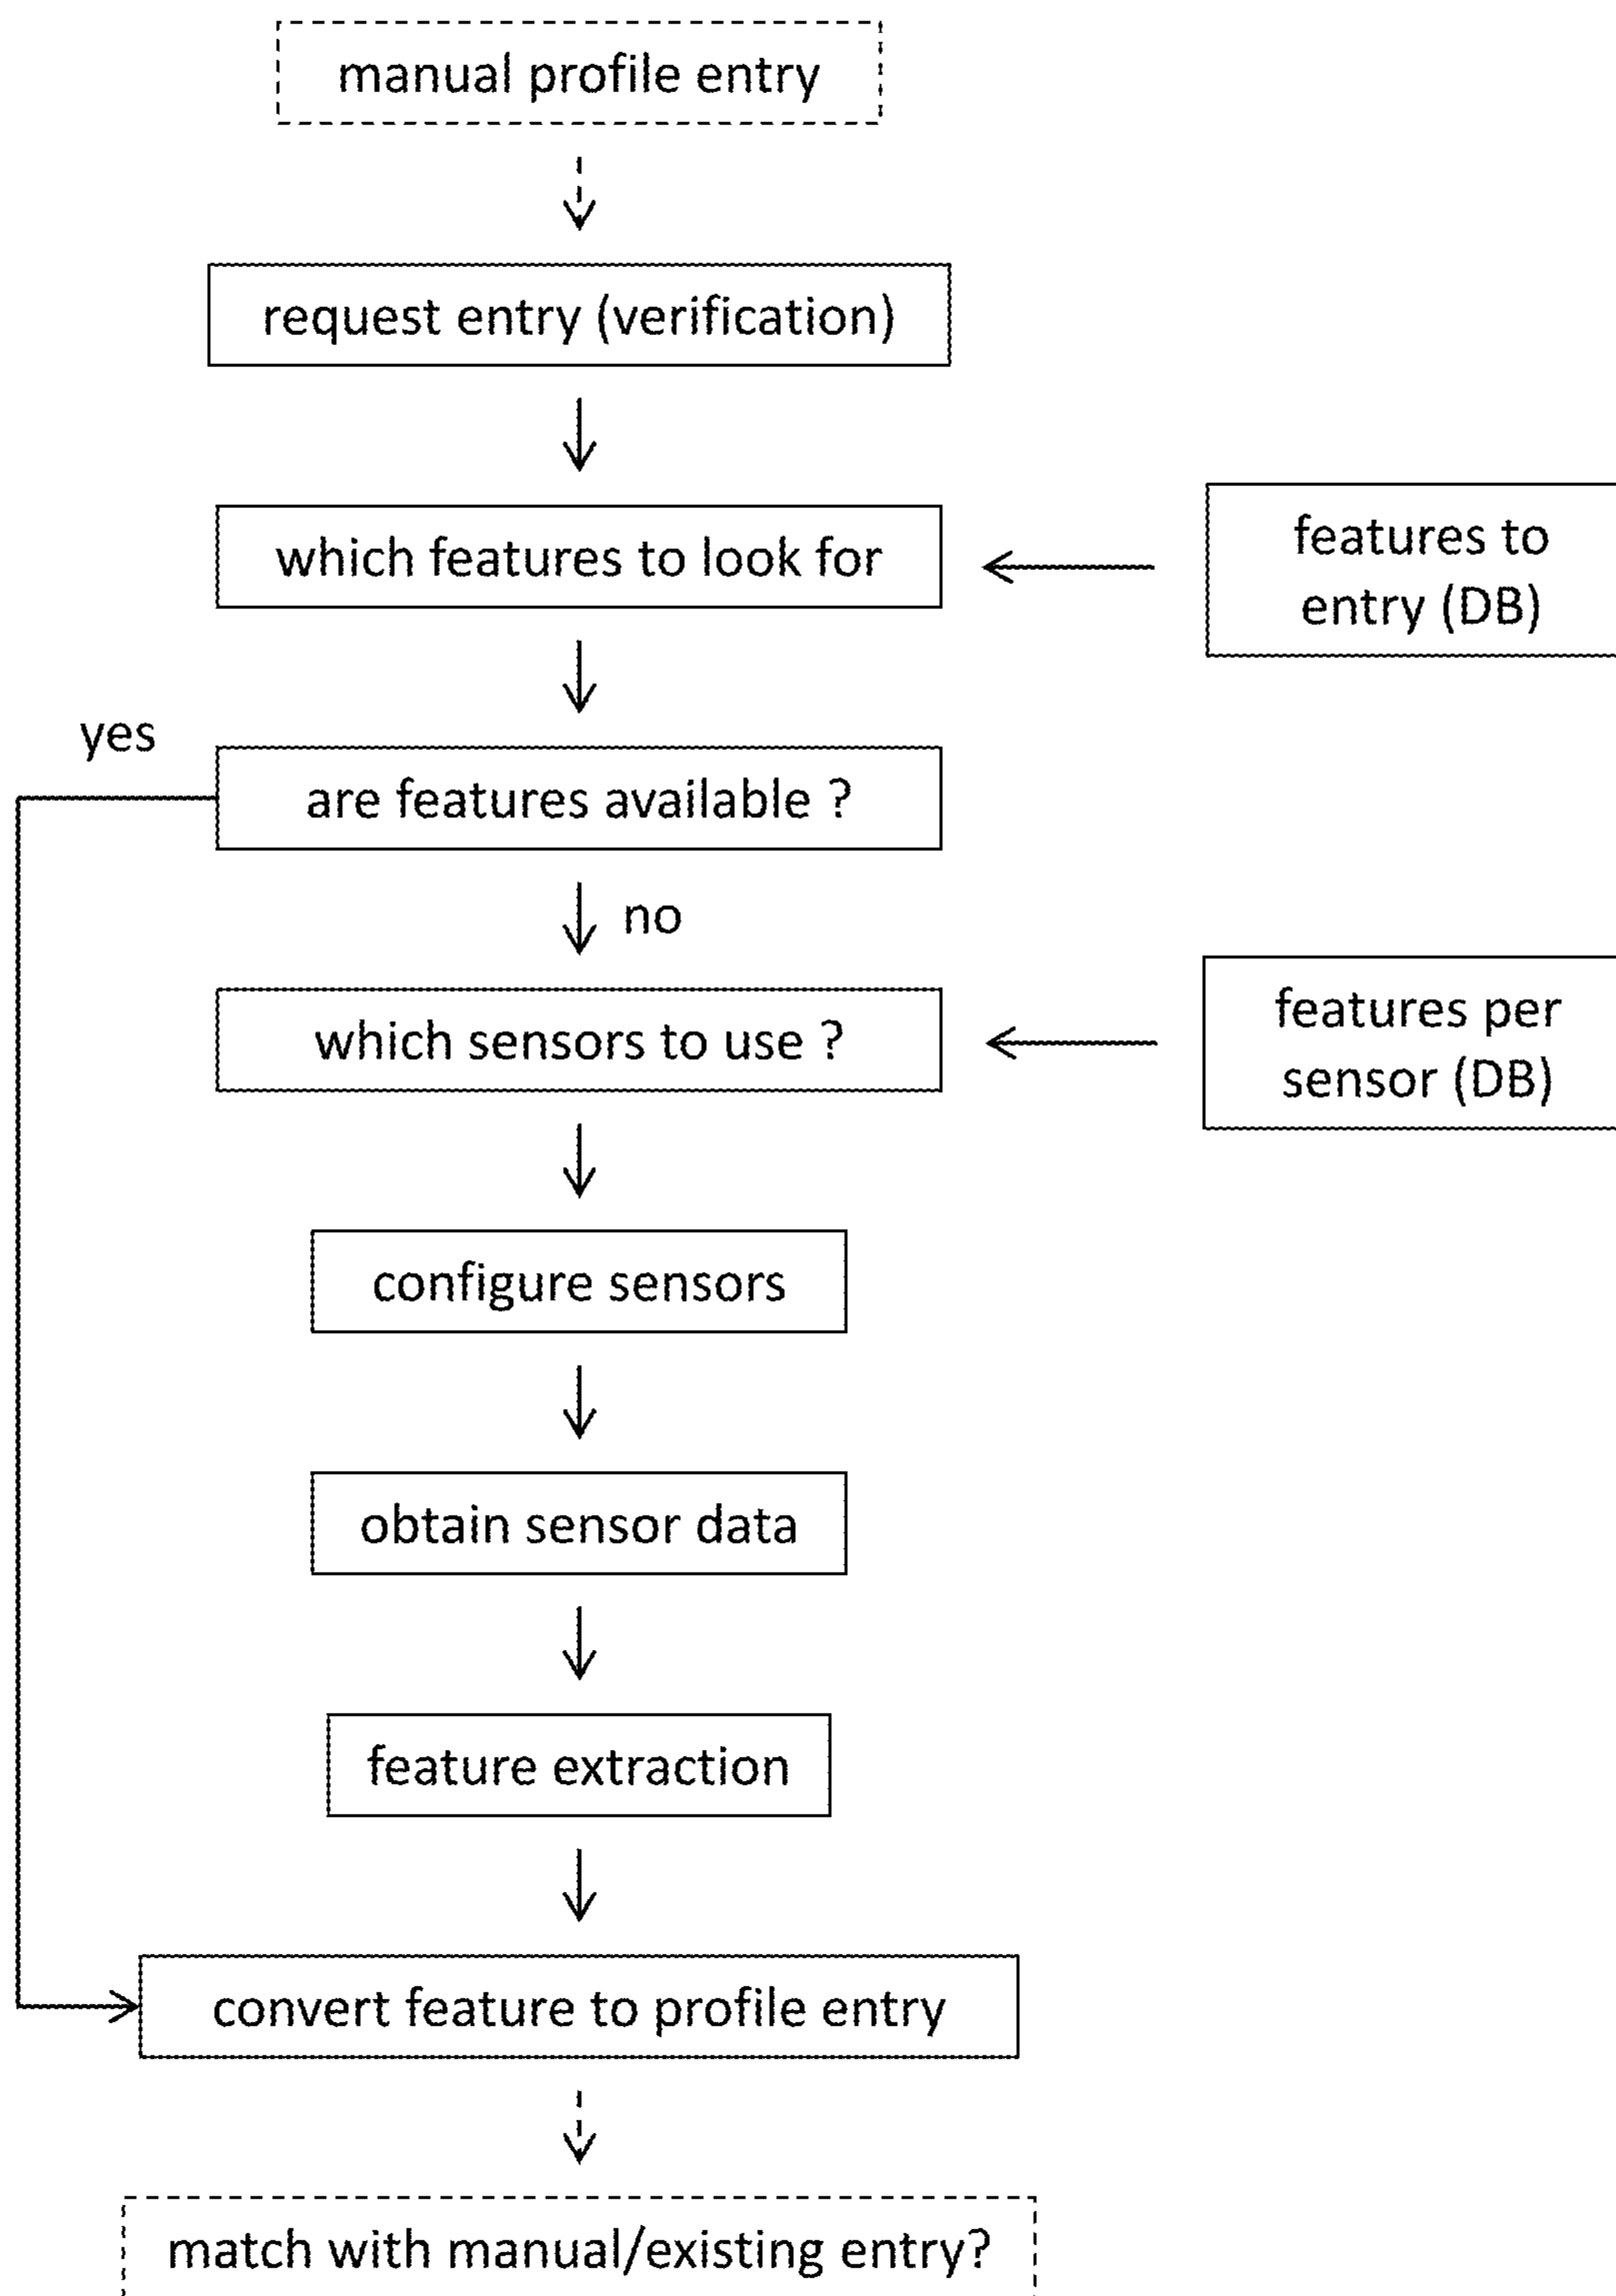 manual profile entry
request entry (verification)
which features to look for
features to
entry (DB)
yes
are features available ?
no
which sensors to use ?
features per
sensor (DB)
configure sensors
obtain sensor data
feature extraction
convert feature to profile entry
match with manual/existing entry?